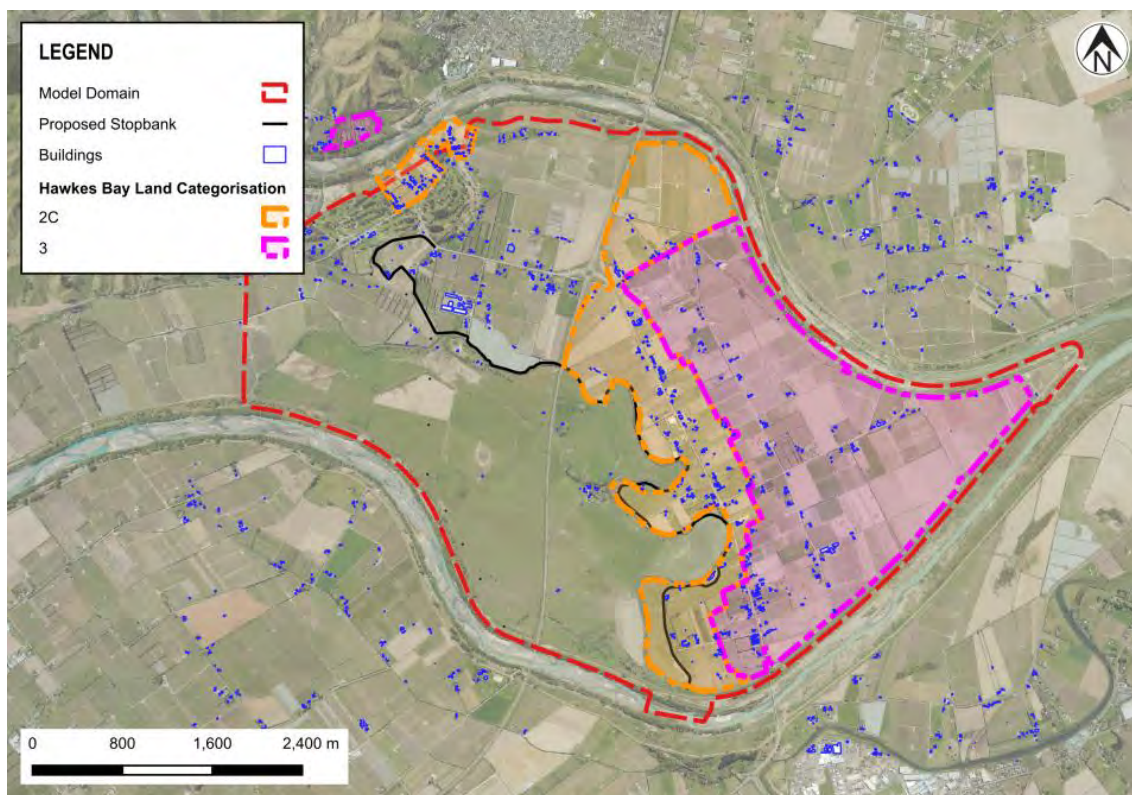 LEGEND
Model Domain
Proposed Stopbank
Buildings
Hawkes Bay Land Categorisation
2C
3
N
0 800 1,600 2,400 m